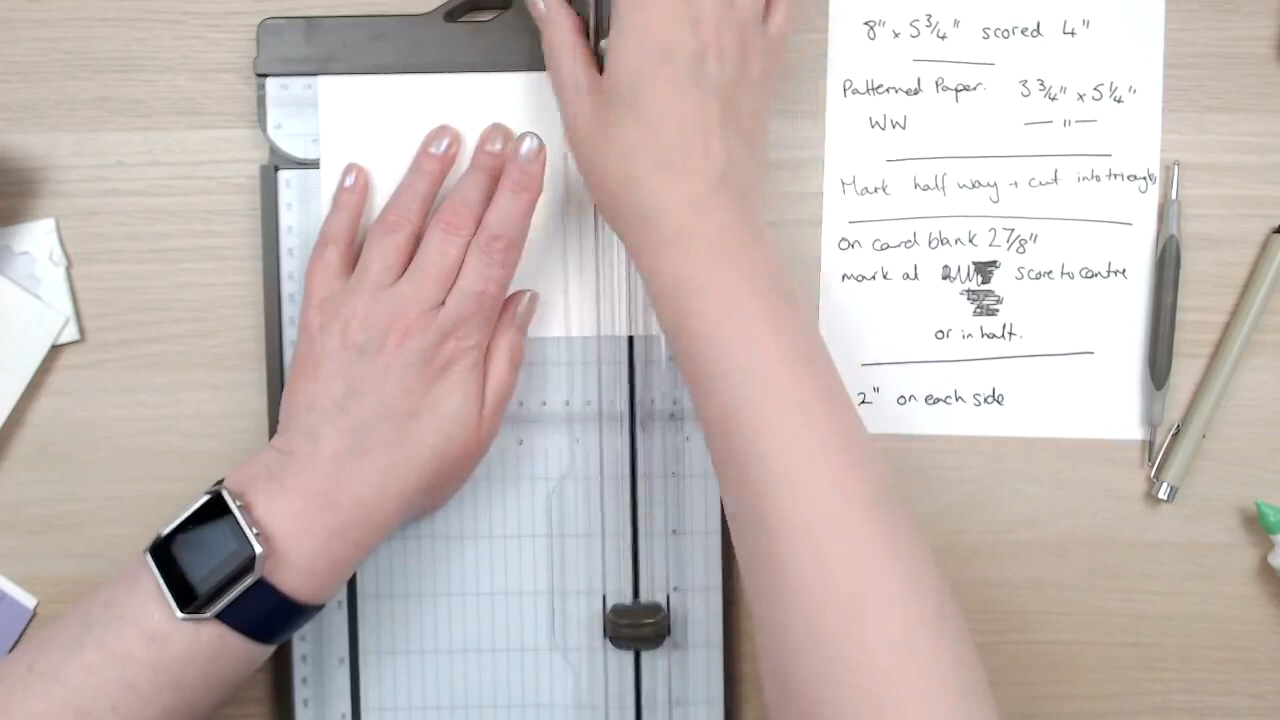 8" x 5 3/4" scored 4"
Patterned Paper. 3 3/4" x 5 1/4"
WW — " —
Mark half way + cut into triangles
on card blank 2 7/8"
mark at score to centre
or in half.
2" on each side